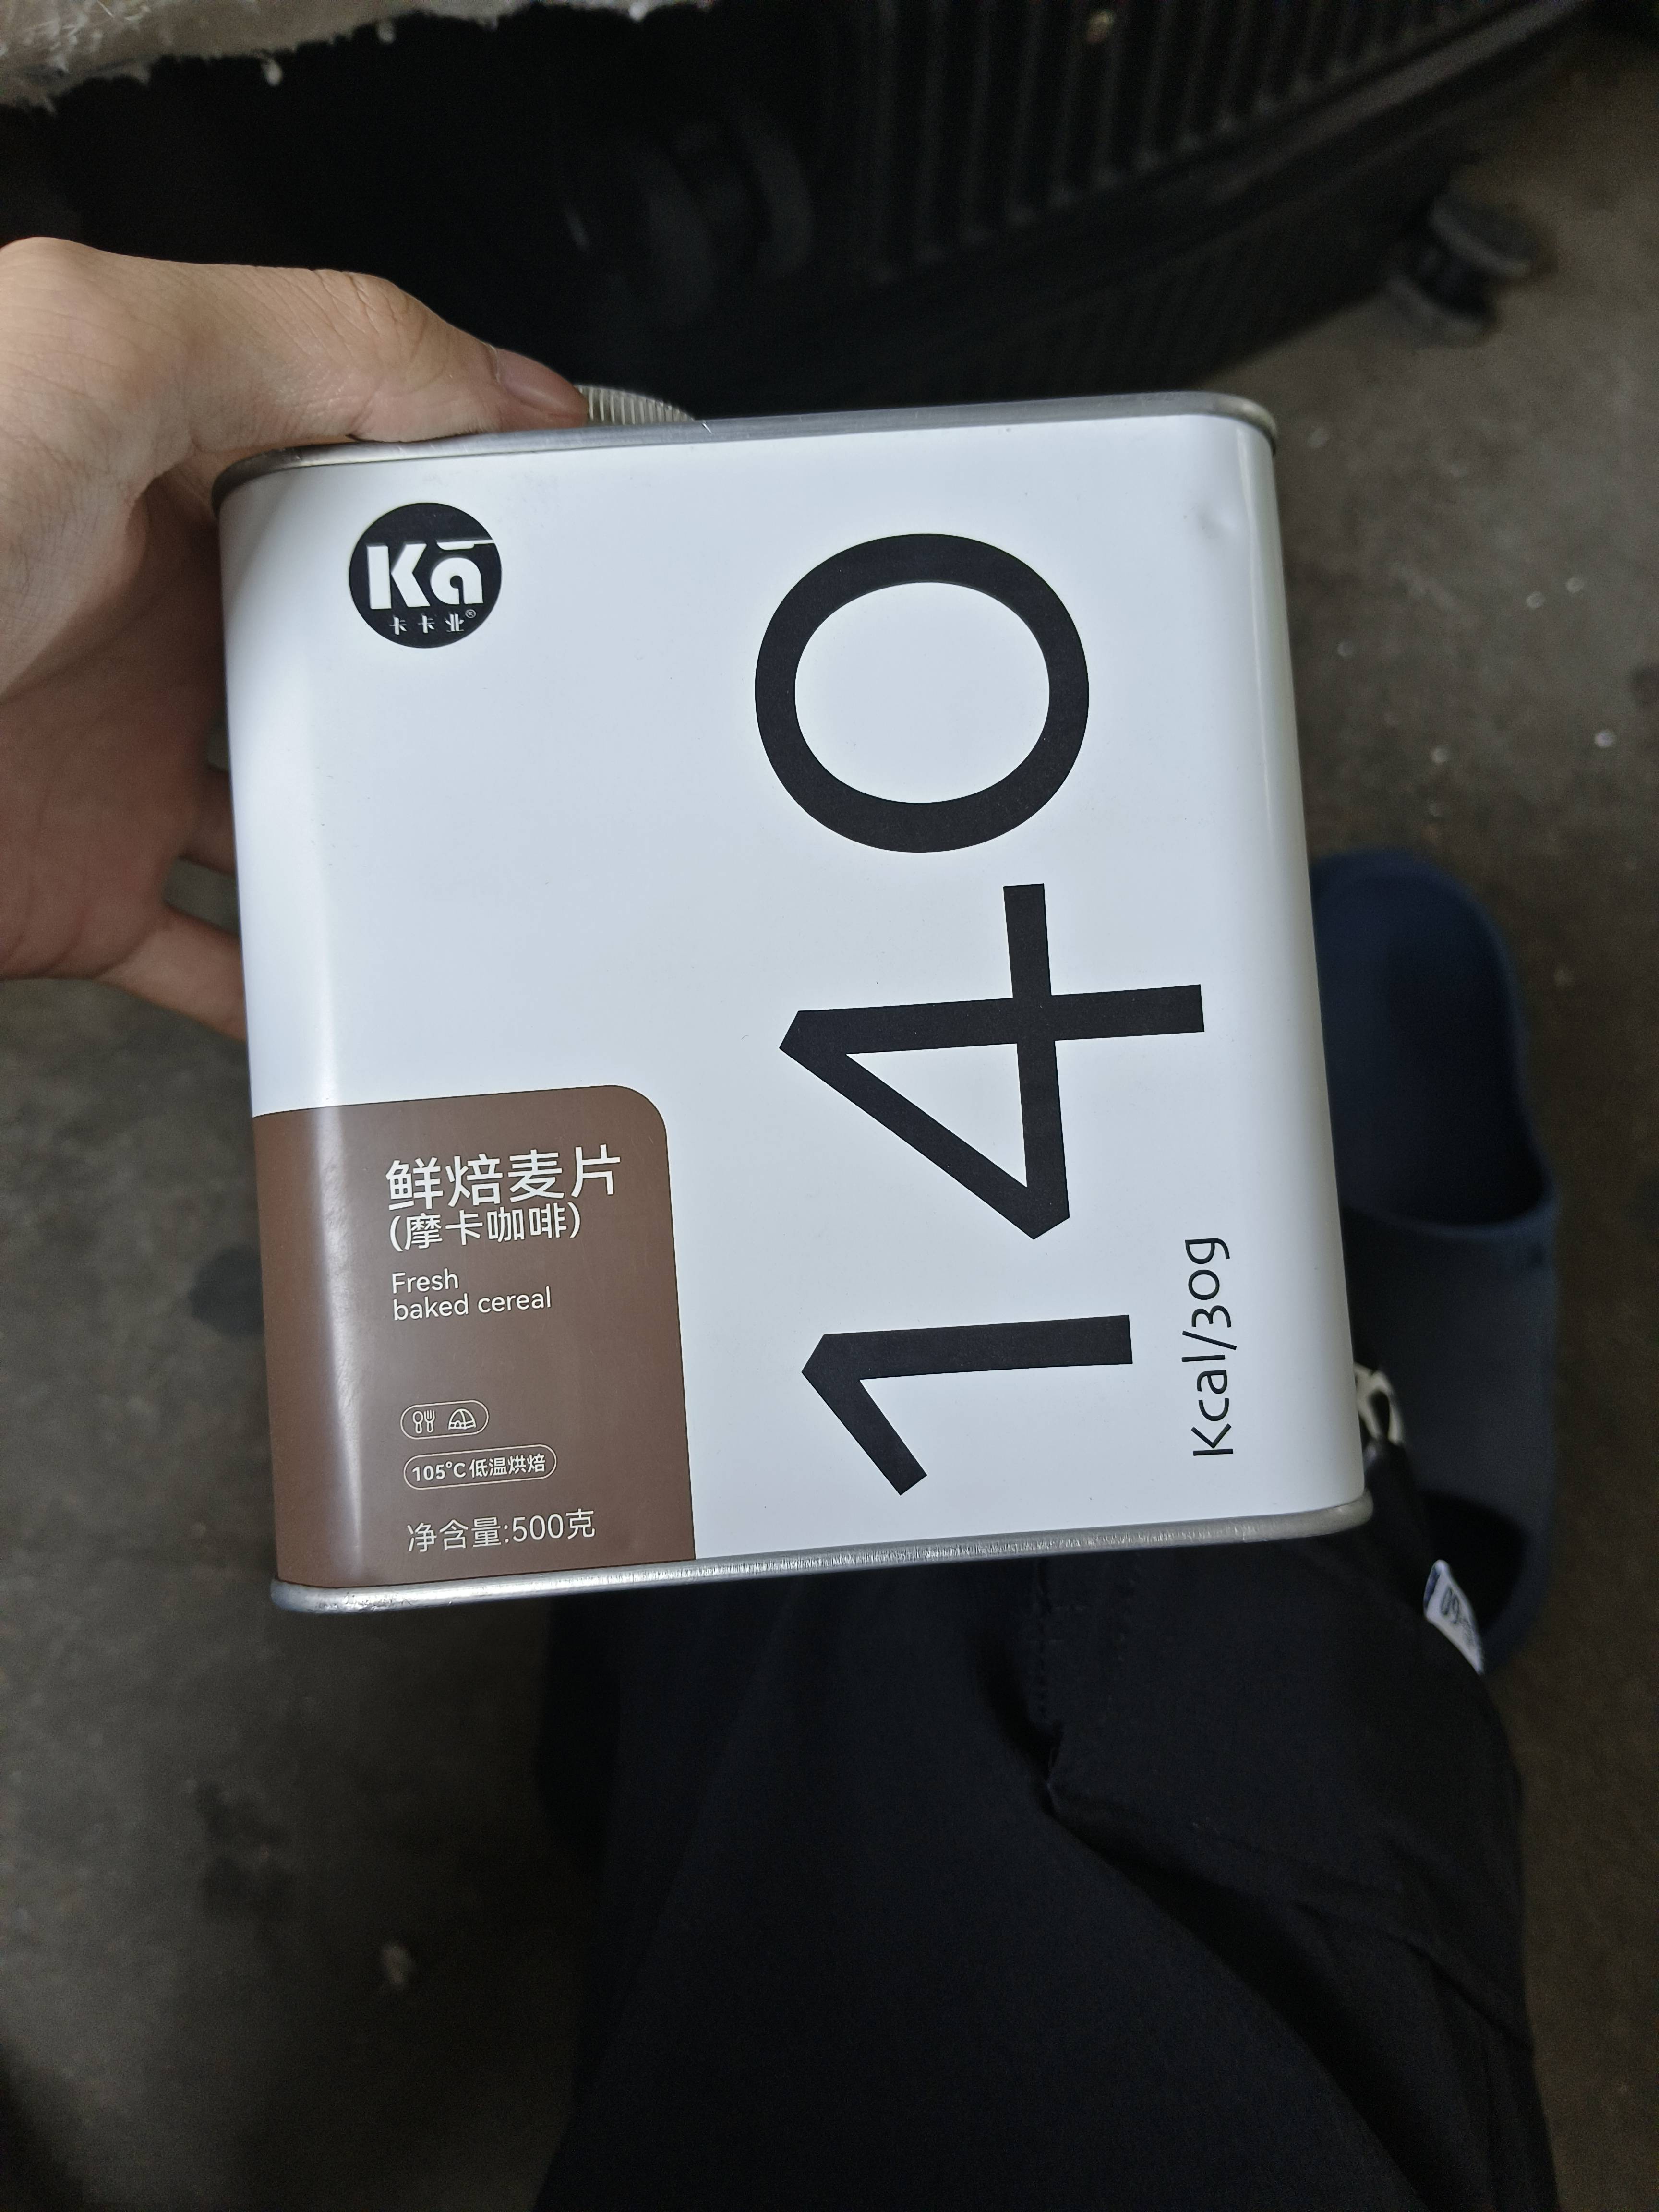 Kā
卡卡业®
140
Kcal/30g
鲜焙麦片
(摩卡咖啡)
Fresh
baked cereal
105°C低温烘焙
净含量:500克